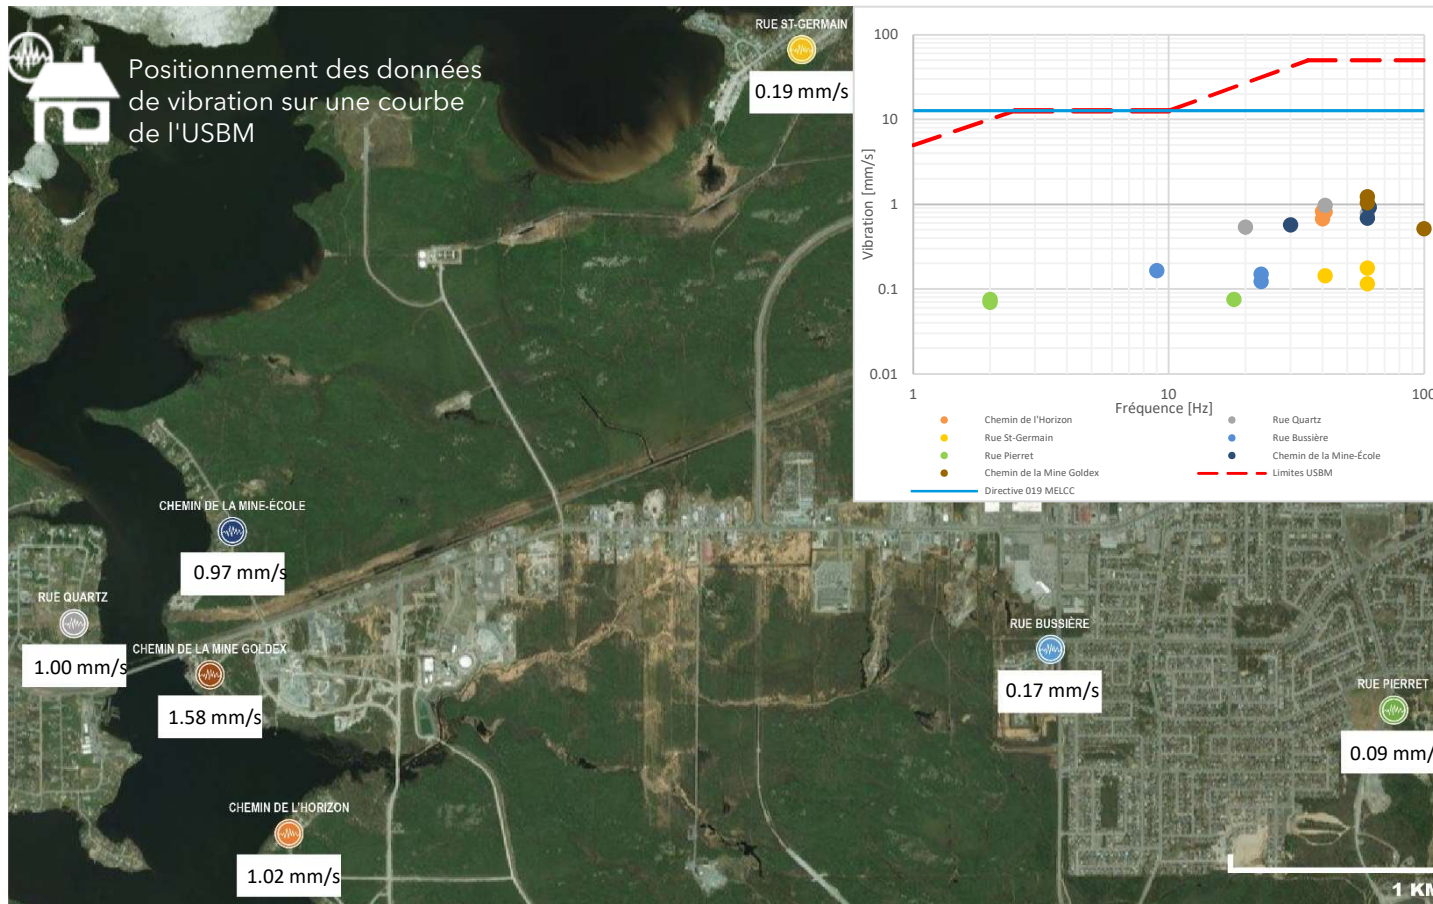 Positionnement des données
de vibration sur une courbe
de l'USBM
RUE ST-GERMAIN
0.19 mm/s
100
10
1
0.1
0.01
Vibration [mm/s]
1
10
100
Fréquence [Hz]
Chemin de l'Horizon
Rue Quartz
Rue St-Germain
Rue Bussière
Rue Pierret
Chemin de la Mine-École
Chemin de la Mine Goldex
Limites USBM
Directive 019 MELCC
CHEMIN DE LA MINE-ÉCOLE
0.97 mm/s
RUE QUARTZ
1.00 mm/s
CHEMIN DE LA MINE GOLDEX
1.58 mm/s
RUE BUSSIÈRE
0.17 mm/s
RUE PIERRET
0.09 mm/
CHEMIN DE L'HORIZON
1.02 mm/s
1 KM